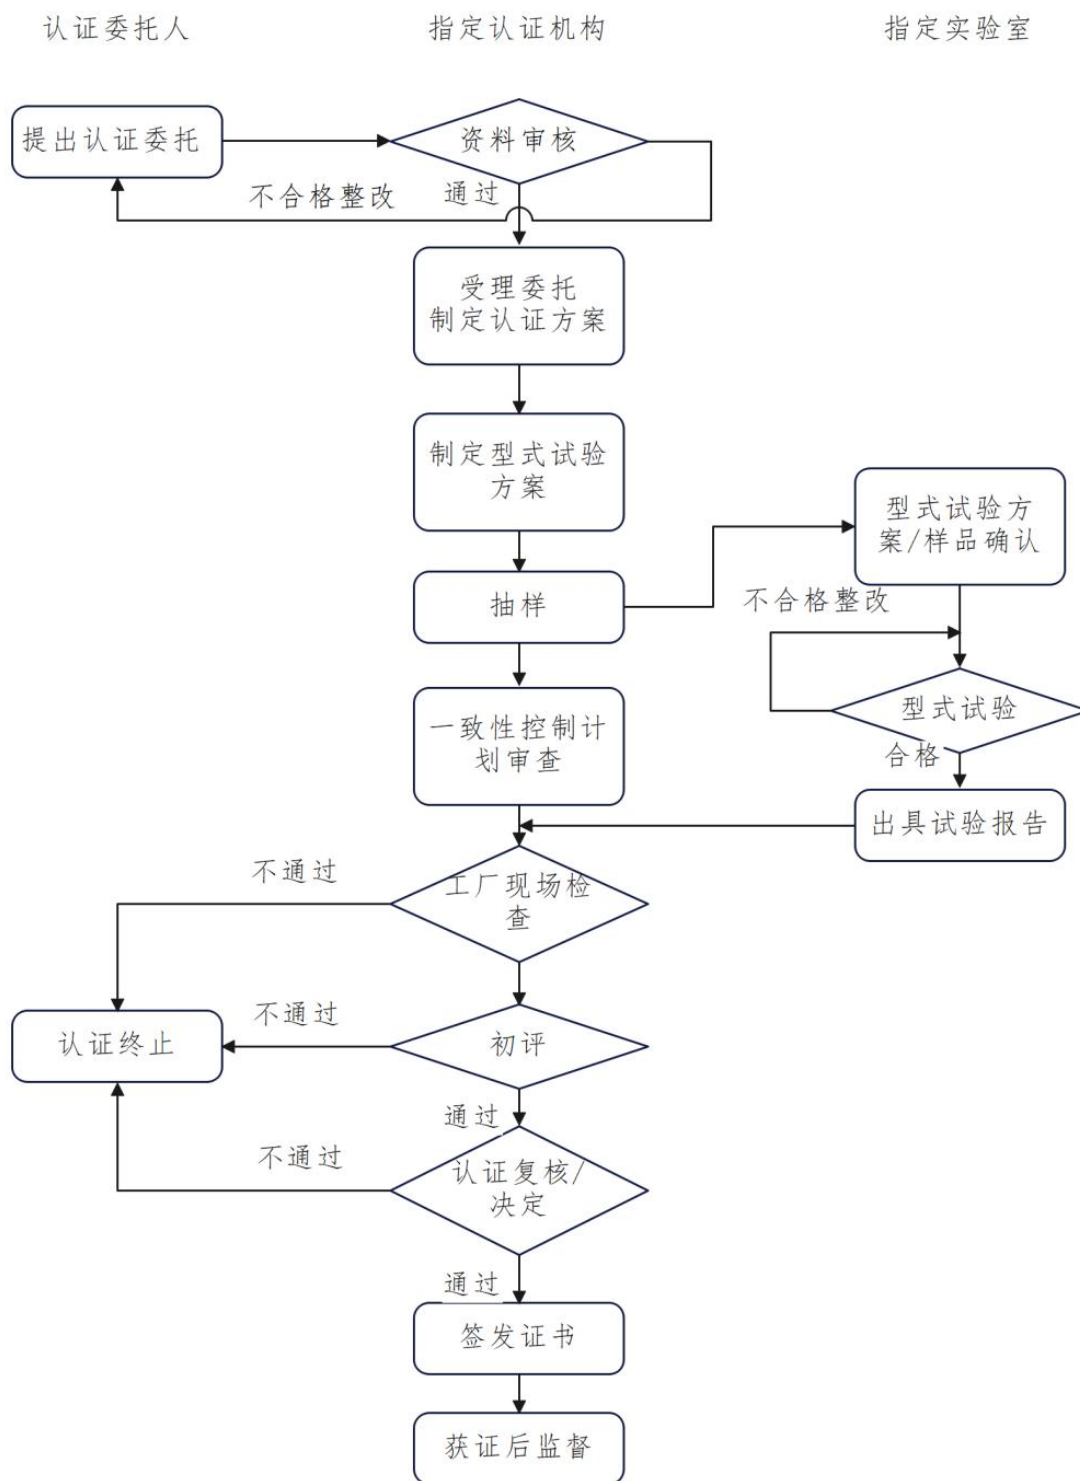 认证委托人
指定认证机构
指定实验室
提出认证委托
资料审核
不合格整改
通过
受理委托
制定认证方案
制定型式试验
方案
型式试验方
案/样品确认
抽样
不合格整改
一致性控制计
划审查
型式试验
合格
出具试验报告
不通过
工厂现场检
查
不通过
认证终止
初评
通过
不通过
认证复核/
决定
通过
签发证书
获证后监督